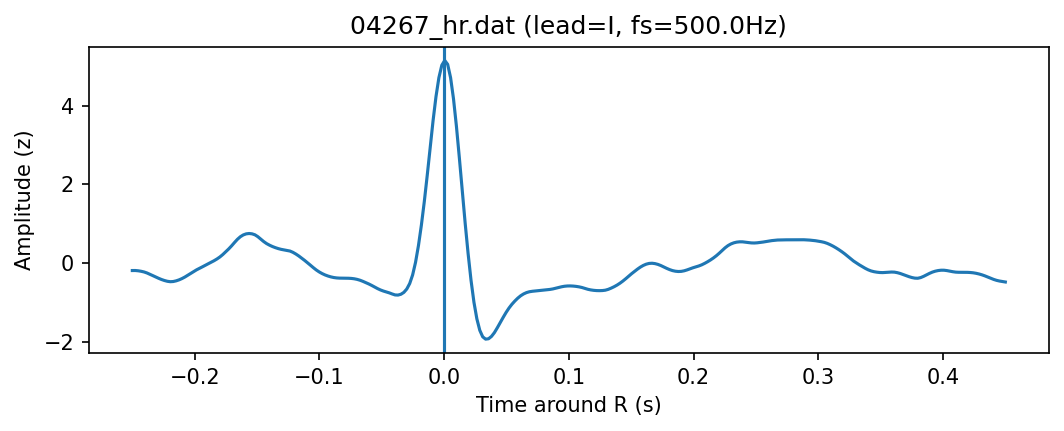 04267_hr.dat (lead=I, fs=500.0Hz)
Amplitude (z)
4
2
0
−2
−0.2 −0.1 0.0 0.1 0.2 0.3 0.4
Time around R (s)